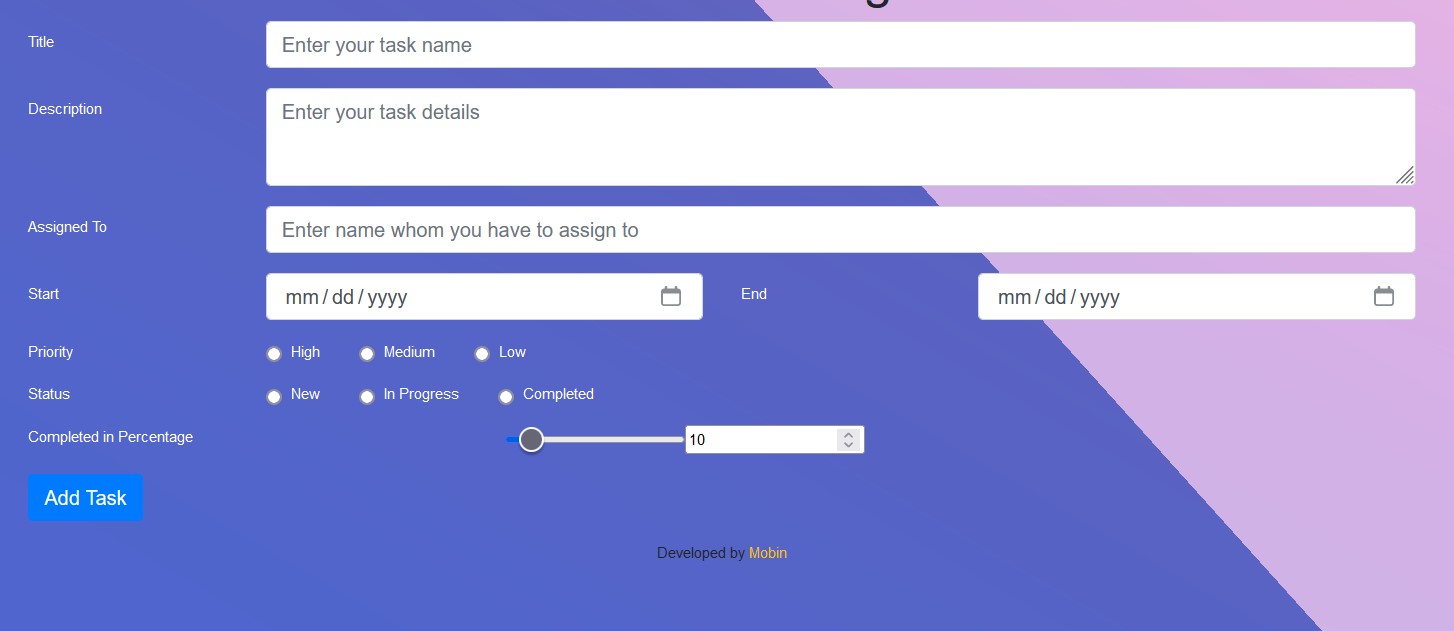 Title
Enter your task name
Description
Enter your task details
Assigned To
Enter name whom you have to assign to
Start mm/dd/yyyy End mm/dd/yyyy
Priority High Medium Low
Status New In Progress Completed
Completed in Percentage 10
Add Task
Developed by Mobin